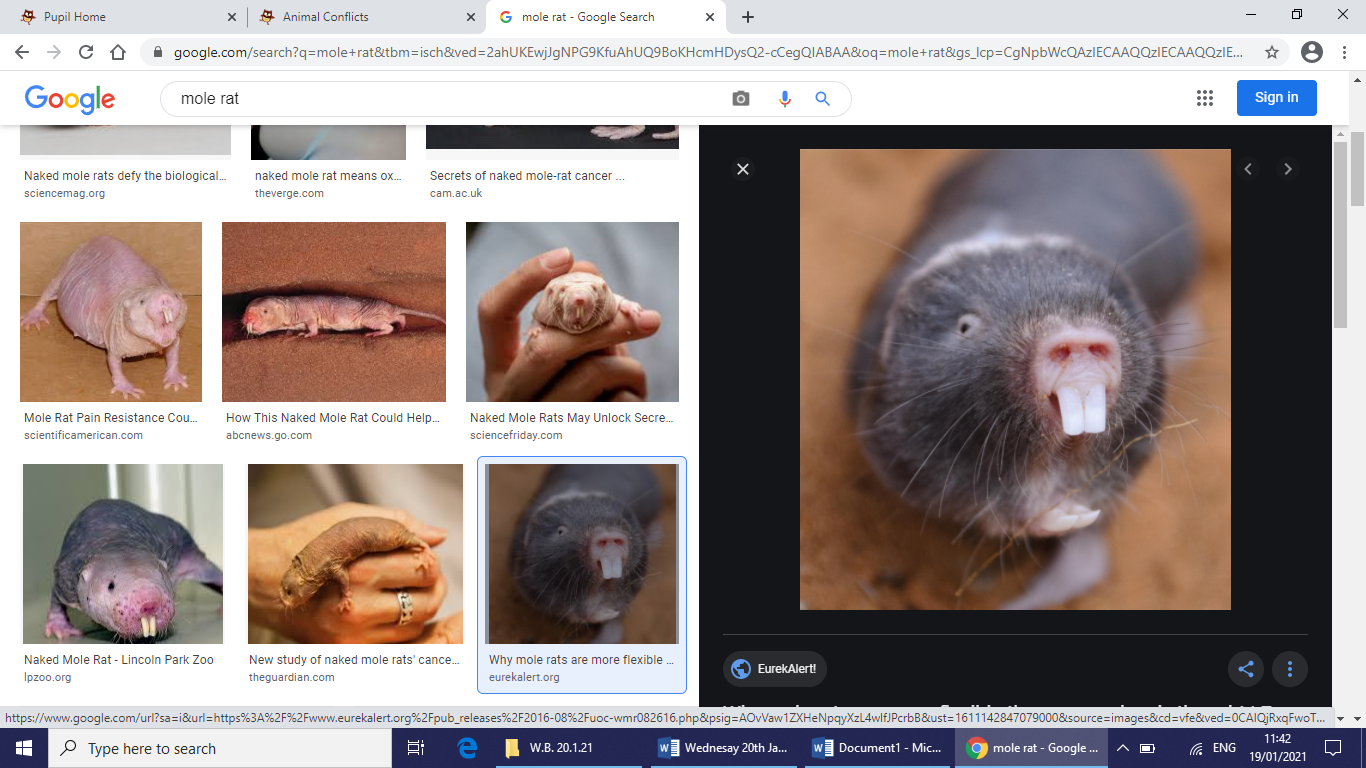 Pupil Home
Animal Conflicts
mole rat - Google Search
google.com/search?q=mole+rat&tbm=isch&ved=2ahUKEwjJgNPG9KfuAhUQ9BoKHcmHDysQ2-cCegQIABAA&oq=mole+rat&gs_lcp=CgNpbWcQAzIECAAQQzIECAAQQzIE...
Google
mole rat
Sign in
Naked mole rats defy the biological...
sciencemag.org
naked mole rat means ox...
theverge.com
Secrets of naked mole-rat cancer ...
cam.ac.uk
Mole Rat Pain Resistance Cou...
scientificamerican.com
How This Naked Mole Rat Could Help...
abcnews.go.com
Naked Mole Rats May Unlock Secre...
sciencefriday.com
Naked Mole Rat - Lincoln Park Zoo
lpzoo.org
New study of naked mole rats' cance...
theguardian.com
Why mole rats are more flexible ...
eurekalert.org
EurekAlert!
https://www.google.com/url?sa=i&url=https%3A%2F%2Fwww.eurekalert.org%2Fpub_releases%2F2016-08%2Fuoc-wmr082616.php&psig=AOvVaw1ZXHeNpqyXzL4wIfJPcrbB&ust=1611142847079000&source=images&cd=vfe&ved=0CAIQjRxqFwoT...
Type here to search
W.B. 20.1.21
Wednesay 20th Ja...
Document1 - Mic...
mole rat - Google ...
ENG
11:42
19/01/2021